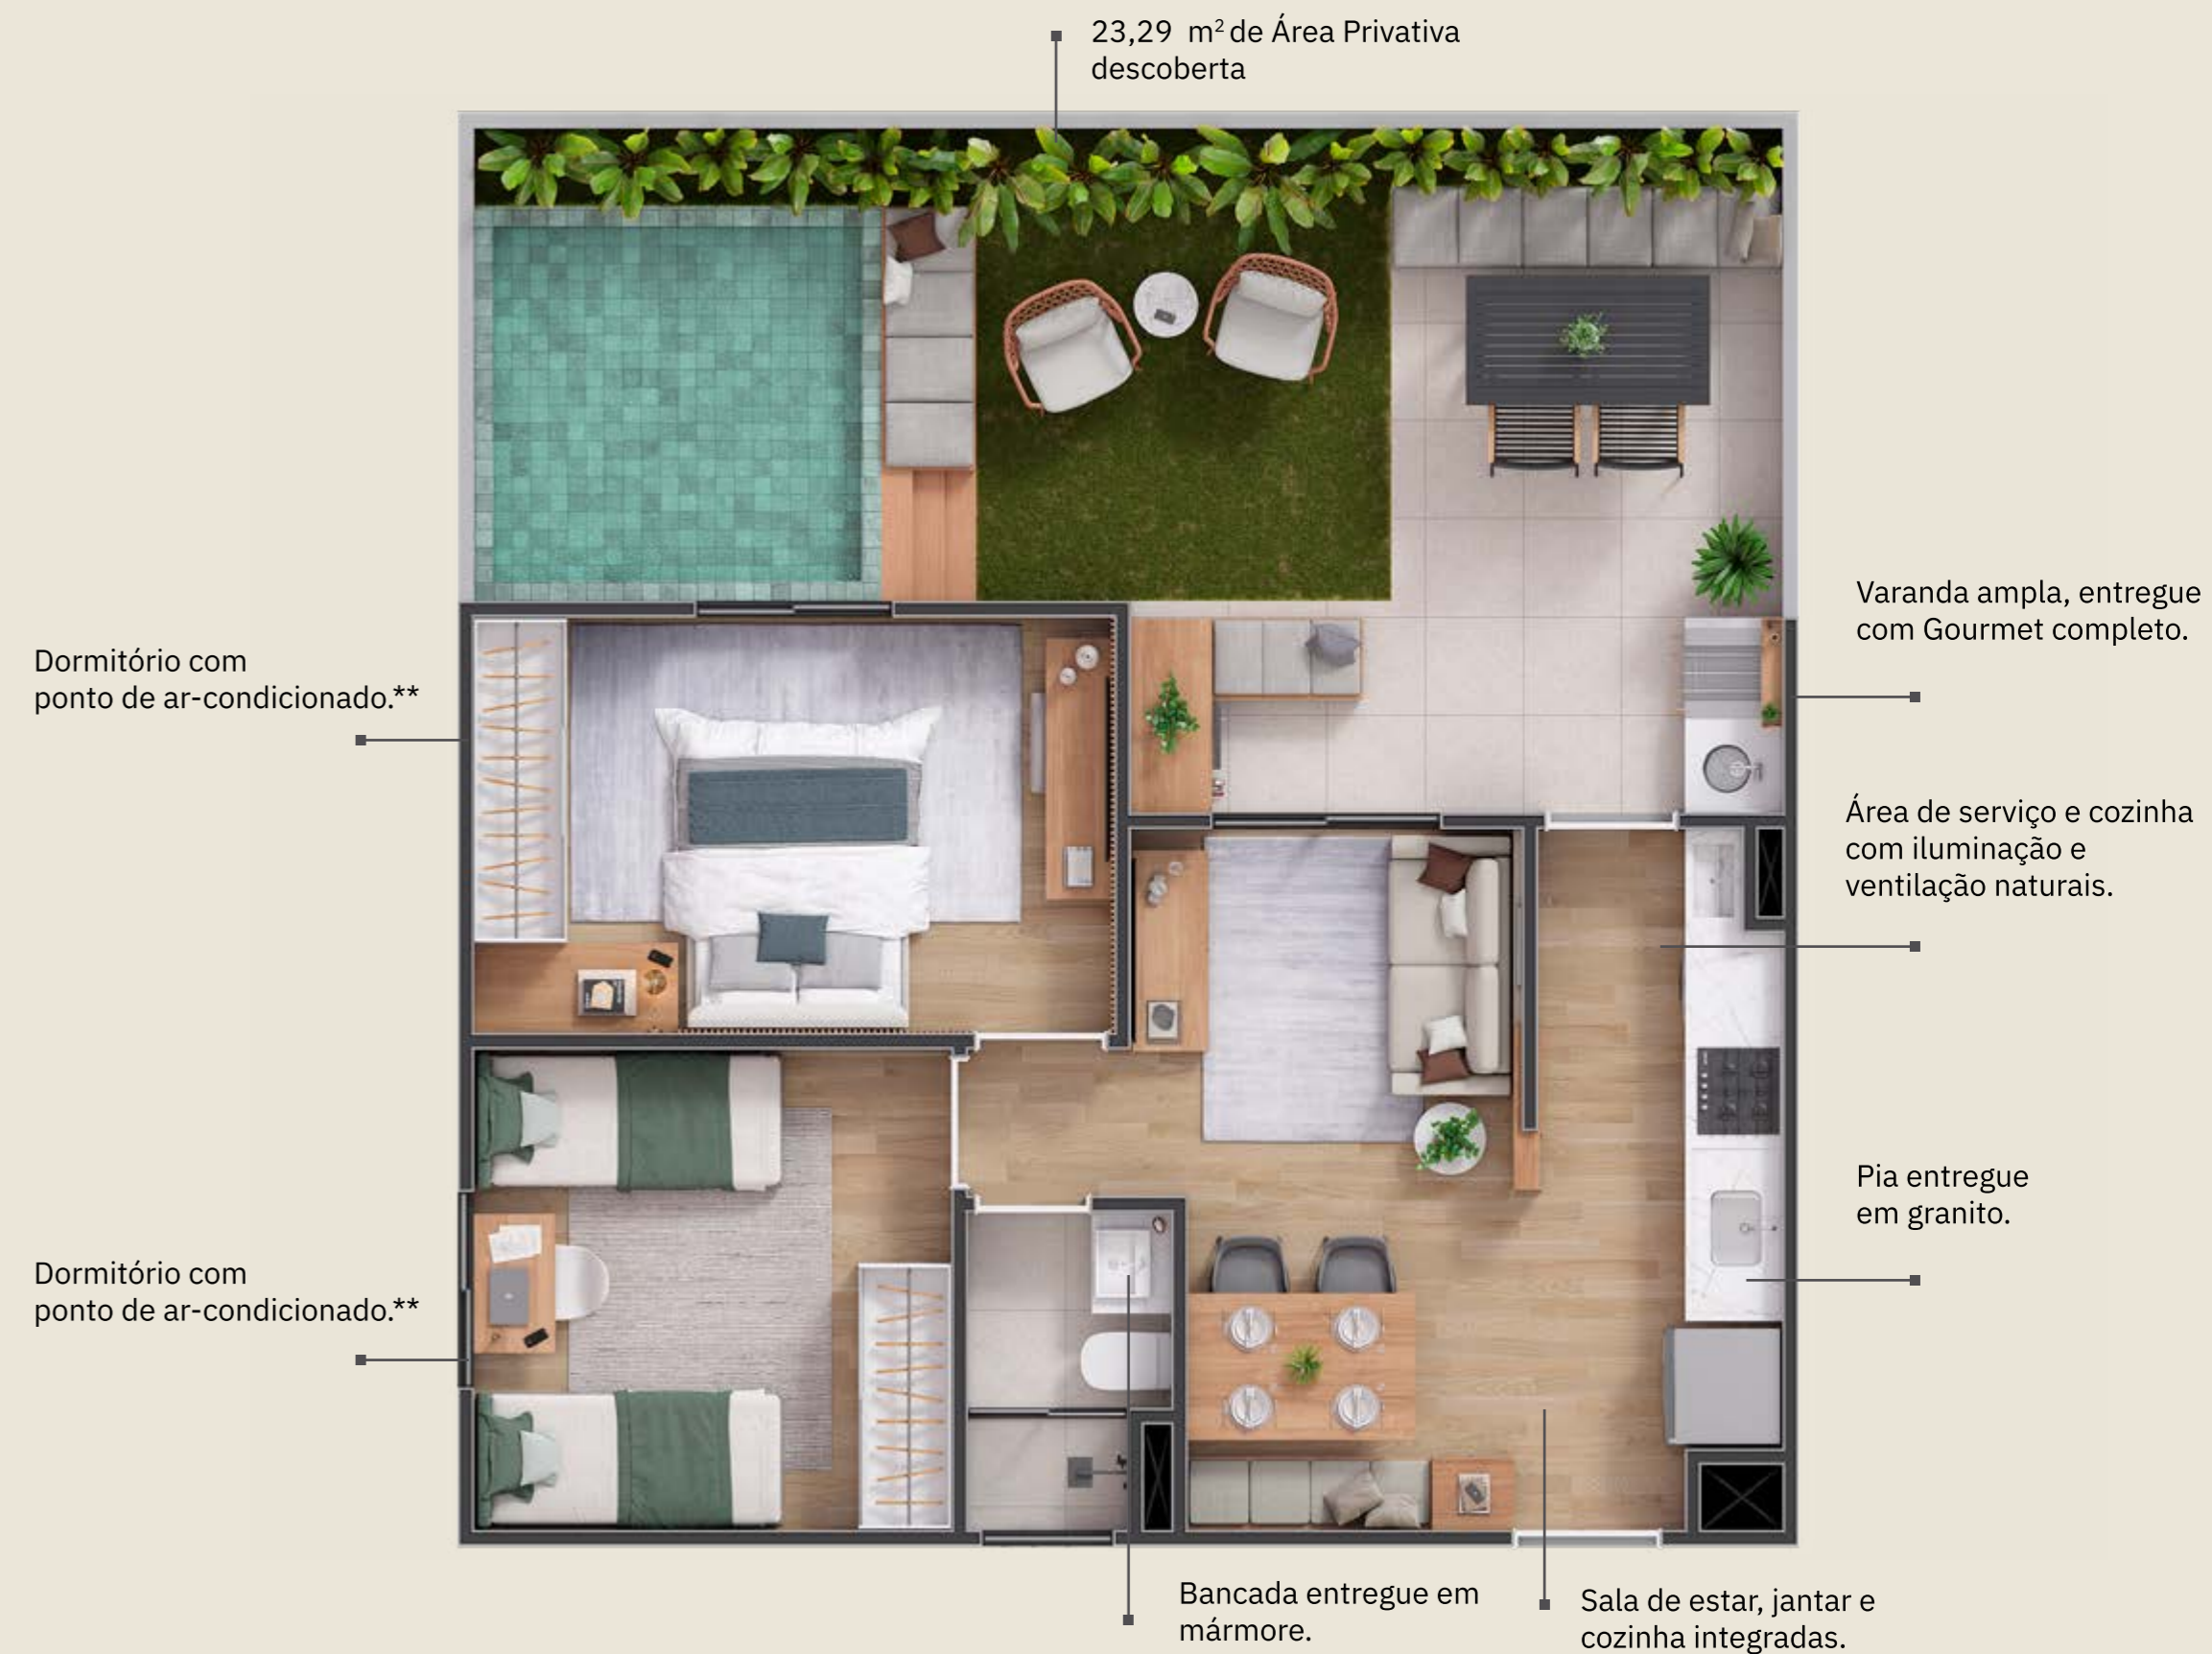 23,29 m² de Área Privativa
descoberta
Varanda ampla, entregue
com Gourmet completo.
Dormitório com
ponto de ar-condicionado.**
Área de serviço e cozinha
com iluminação e
ventilação naturais.
Pia entregue
em granito.
Dormitório com
ponto de ar-condicionado.**
Bancada entregue em
mármore.
Sala de estar, jantar e
cozinha integradas.